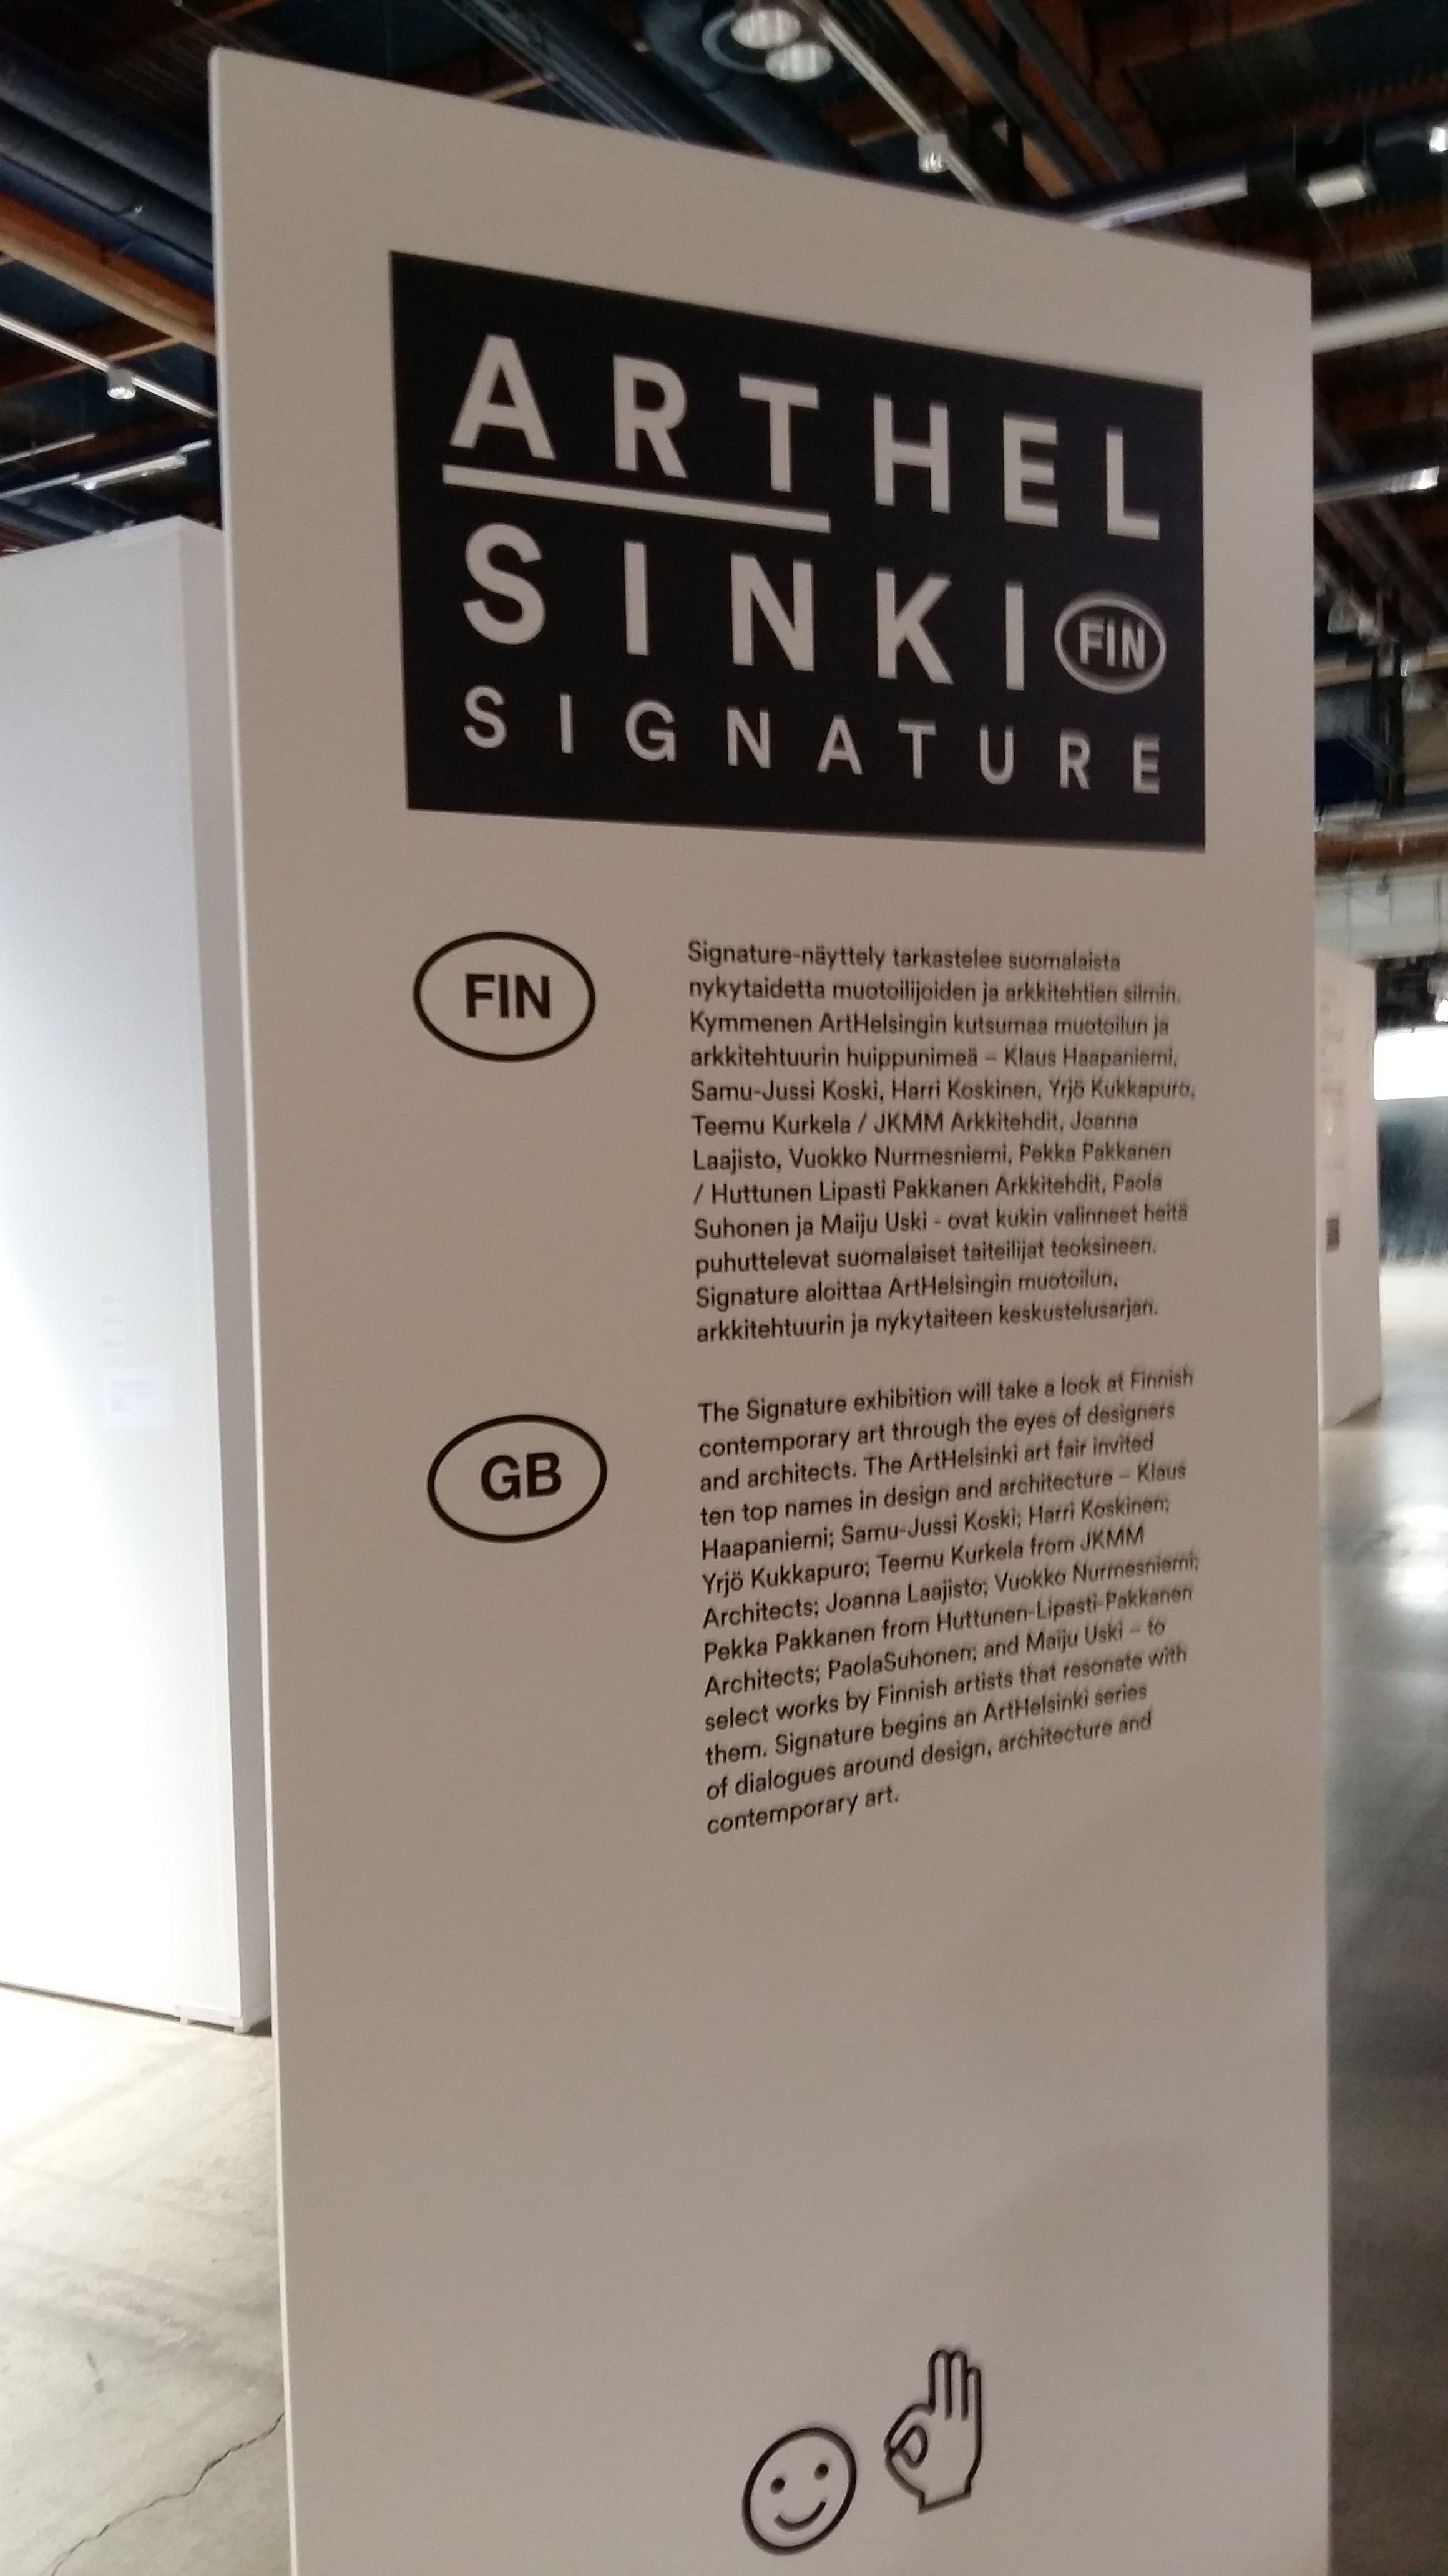 ARTHEL
SINKI FIN
SIGNATURE
FIN
Signature-näyttely tarkastelee suomalaista
nykytaidetta muotoilijoiden ja arkkitehtien silmin.
Kymmenen ArtHelsingin kutsumaa muotoilun ja
arkkitehtuurin huippunimeä – Klaus Haapaniemi,
Samu-Jussi Koski, Harri Koskinen, Yrjö Kukkapuro,
Teemu Kurkela / JKMM Arkkitehdit, Joanna
Laajisto, Vuokko Nurmesniemi, Pekka Pakkanen
/ Huttunen Lipasti Pakkanen Arkkitehdit, Paola
Suhonen ja Maiju Uski - ovat kukin valinneet heitä
puhuttelevat suomalaiset taiteilijat teoksineen.
Signature aloittaa ArtHelsingin muotoilun,
arkkitehtuurin ja nykytaiteen keskustelusarjan.
GB
The Signature exhibition will take a look at Finnish
contemporary art through the eyes of designers
and architects. The ArtHelsinki art fair invited
ten top names in design and architecture – Klaus
Haapaniemi; Samu-Jussi Koski; Harri Koskinen;
Yrjö Kukkapuro; Teemu Kurkela from JKMM
Architects; Joanna Laajisto; Vuokko Nurmesniemi;
Pekka Pakkanen from Huttunen-Lipasti-Pakkanen
Architects; PaolaSuhonen; and Maiju Uski – to
select works by Finnish artists that resonate with
them. Signature begins an ArtHelsinki series
of dialogues around design, architecture and
contemporary art.